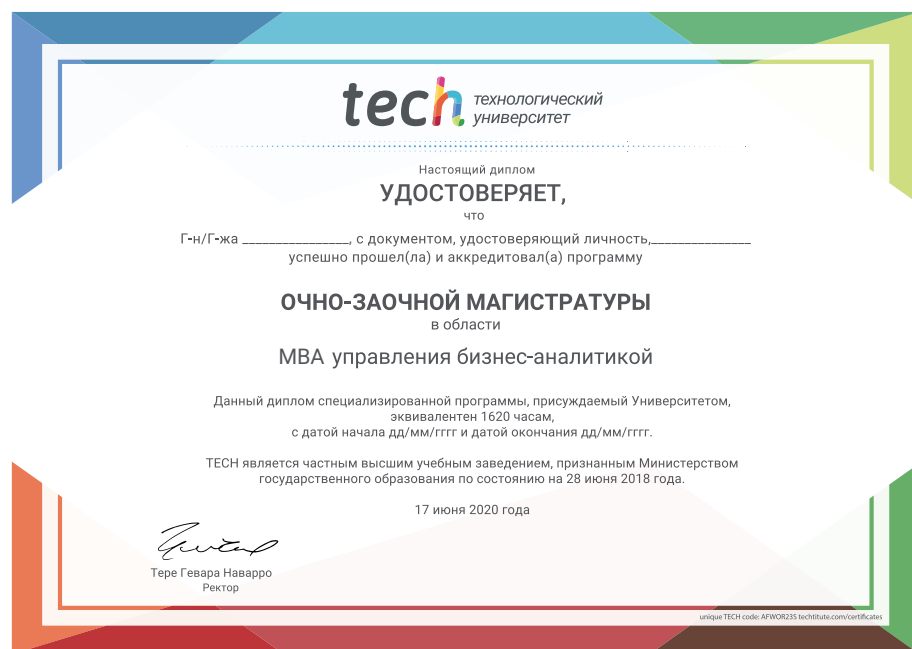 tech технологический
университет
Настоящий диплом
УДОСТОВЕРЯЕТ,
что
Г-н/Г-жа ________________, с документом, удостоверяющий личность,_______________
успешно прошел(ла) и аккредитовал(а) программу
ОЧНО-ЗАОЧНОЙ МАГИСТРАТУРЫ
в области
MBA управления бизнес-аналитикой
Данный диплом специализированной программы, присуждаемый Университетом,
эквивалентен 1620 часам,
с датой начала дд/мм/гггг и датой окончания дд/мм/гггг.
TECH является частным высшим учебным заведением, признанным Министерством
государственного образования по состоянию на 28 июня 2018 года.
17 июня 2020 года
Тере Гевара Наварро
Ректор
unique TECH code: AFWOR23S techtitute.com/certificates